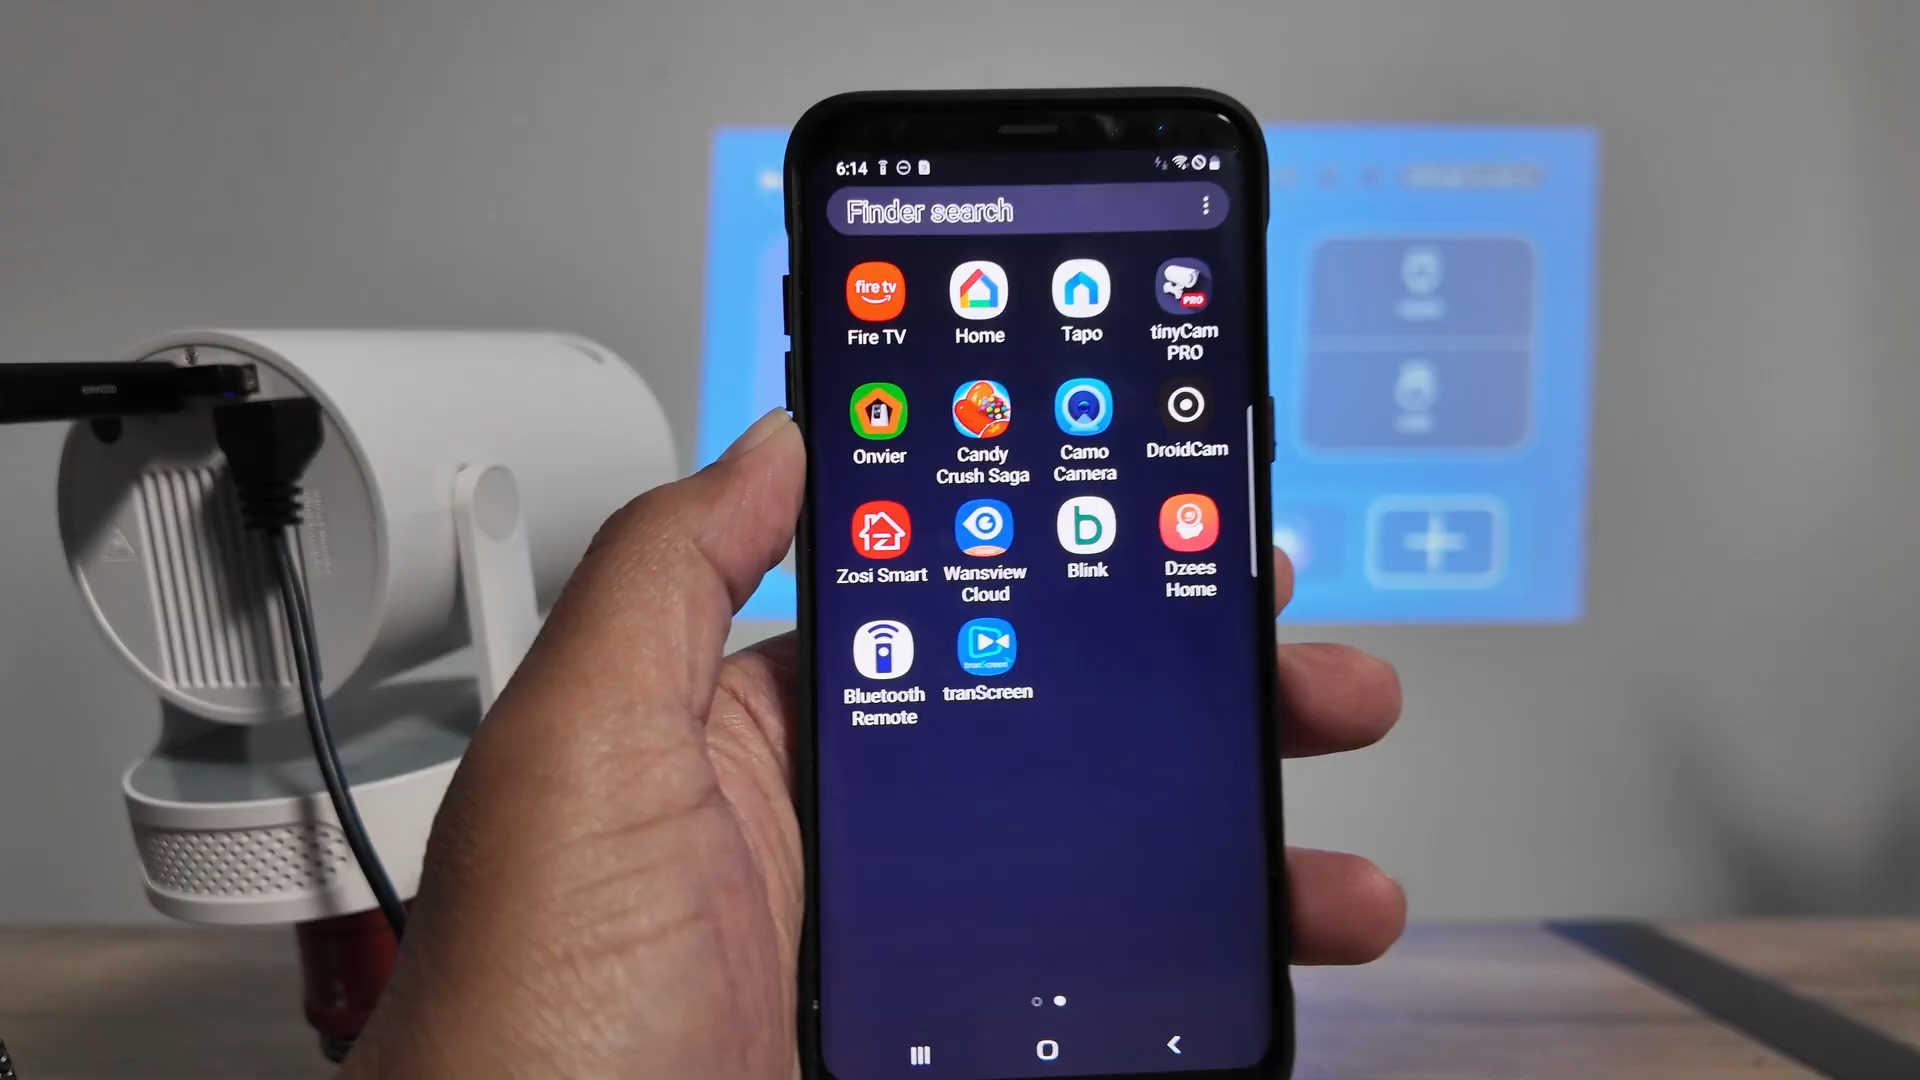 6:14
Finder search
fire tv
PRO
Fire TV
Home
Tapo
tinyCam
PRO
Onvier
Candy
Crush Saga
Camo
Camera
DroidCam
Zosi Smart
Wansview
Cloud
Blink
Dzees
Home
tranScreen
Bluetooth
Remote
tranScreen